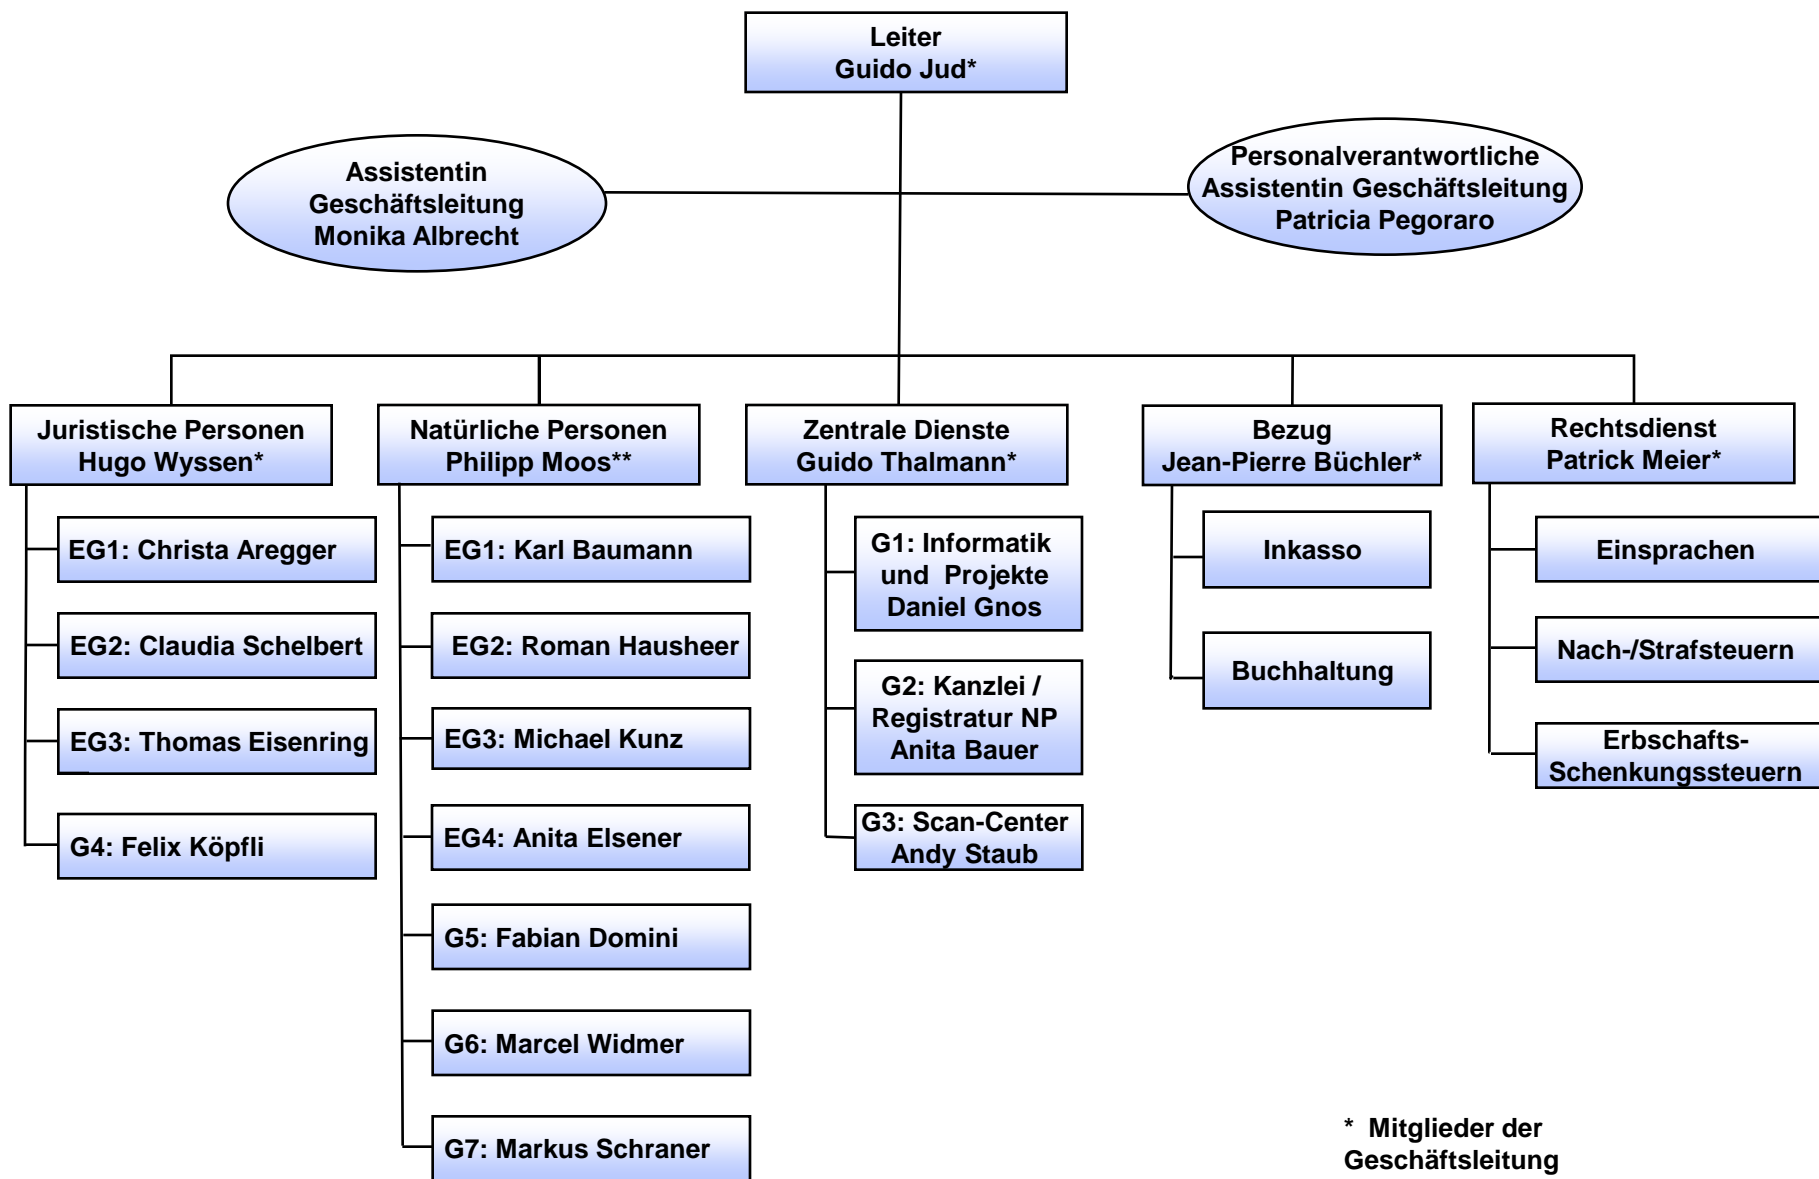 Leiter
Guido Jud*
Assistentin
Geschäftsleitung
Monika Albrecht
Personalverantwortliche
Assistentin Geschäftsleitung
Patricia Pegoraro
Juristische Personen
Hugo Wyssen*
EG1: Christa Aregger
EG2: Claudia Schelbert
EG3: Thomas Eisenring
G4: Felix Köpfli
Natürliche Personen
Philipp Moos**
EG1: Karl Baumann
EG2: Roman Hausheer
EG3: Michael Kunz
EG4: Anita Elsener
G5: Fabian Domini
G6: Marcel Widmer
G7: Markus Schraner
Zentrale Dienste
Guido Thalmann*
G1: Informatik
und Projekte
Daniel Gnos
G2: Kanzlei /
Registratur NP
Anita Bauer
G3: Scan-Center
Andy Staub
Bezug
Jean-Pierre Büchler*
Inkasso
Buchhaltung
Rechtsdienst
Patrick Meier*
Einsprachen
Nach-/Strafsteuern
Erbschafts-
Schenkungssteuern
* Mitglieder der
Geschäftsleitung